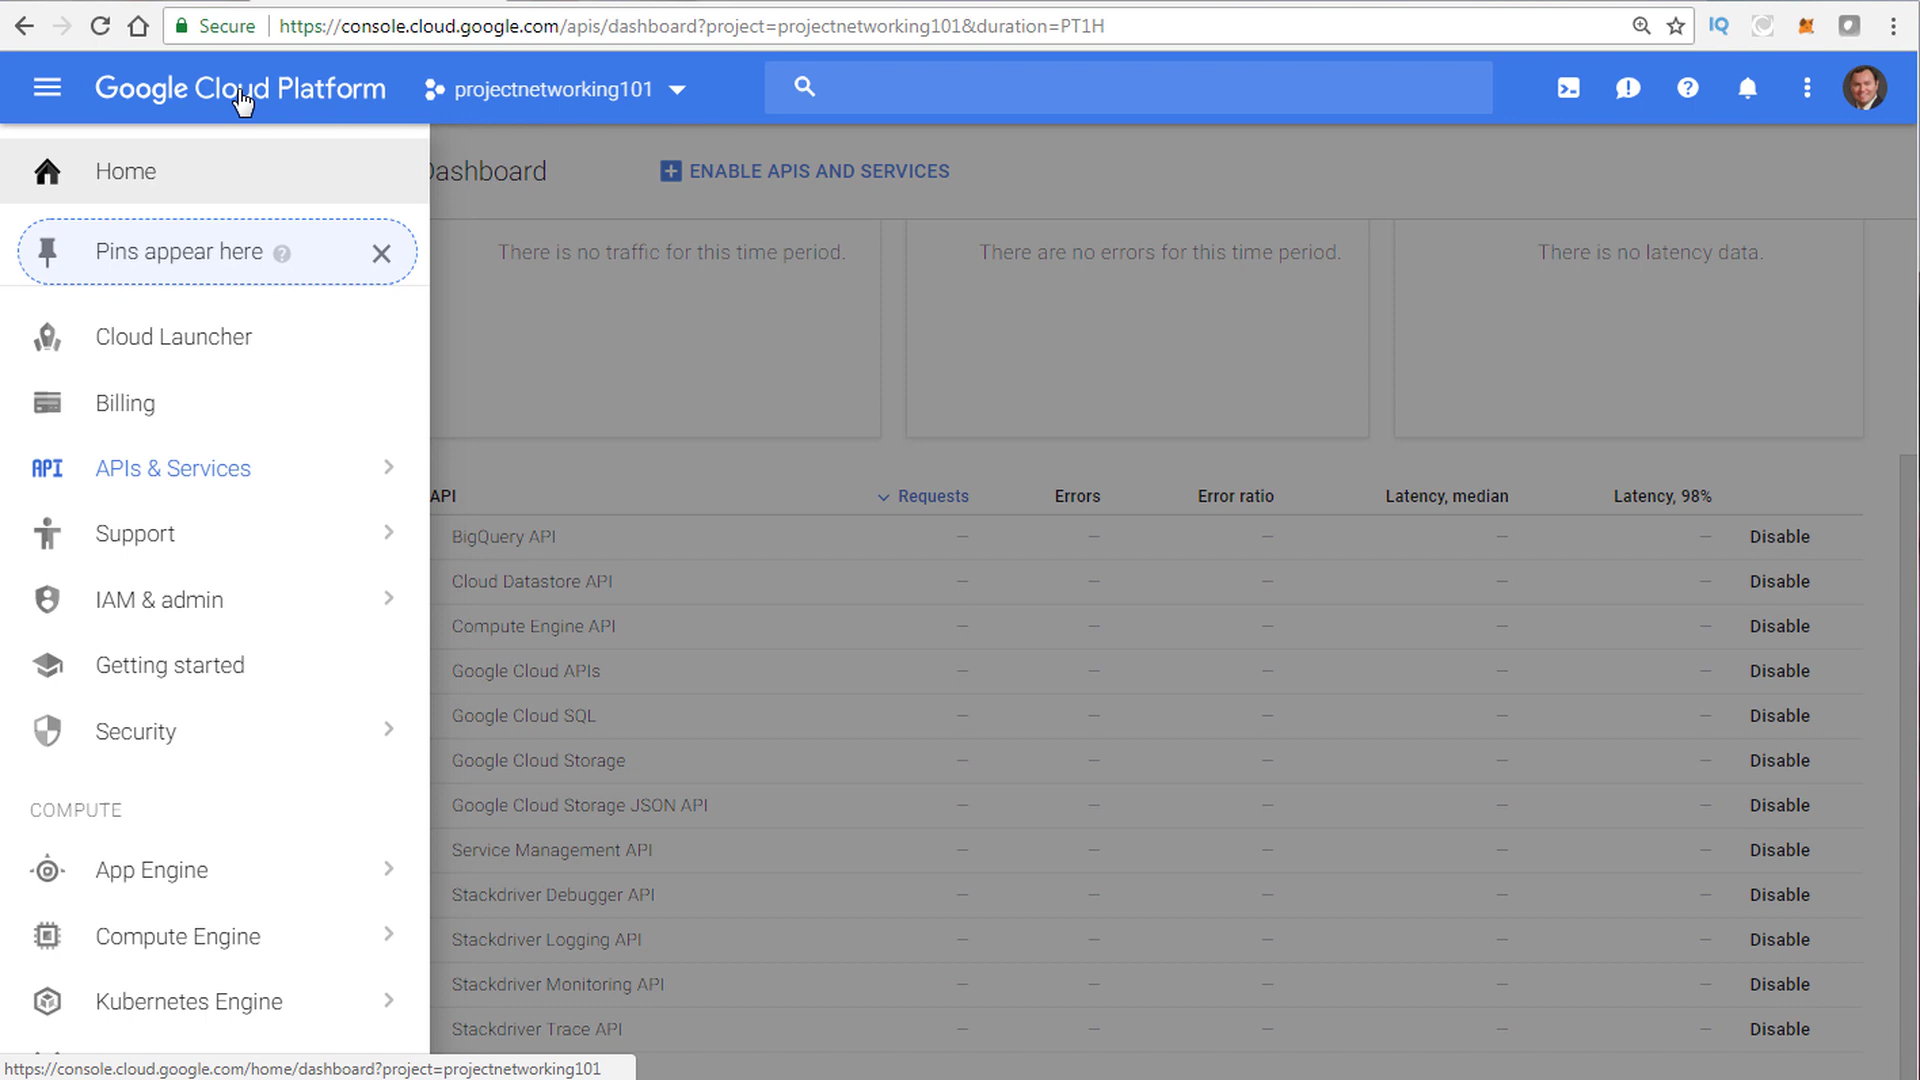 Secure | https://console.cloud.google.com/apis/dashboard?project=projectnetworking101&duration=PT1H
IQ
Google Cloud Platform projectnetworking101
Home
Dashboard ENABLE APIS AND SERVICES
Pins appear here
There is no traffic for this time period. There are no errors for this time period. There is no latency data.
Cloud Launcher
Billing
API APIs & Services
Support
IAM & admin
Getting started
Security
COMPUTE
App Engine
Compute Engine
Kubernetes Engine
API Requests Errors Error ratio Latency, median Latency, 98%
BigQuery API — — — — — Disable
Cloud Datastore API — — — — — Disable
Compute Engine API — — — — — Disable
Google Cloud APIs — — — — — Disable
Google Cloud SQL — — — — — Disable
Google Cloud Storage — — — — — Disable
Google Cloud Storage JSON API — — — — — Disable
Service Management API — — — — — Disable
Stackdriver Debugger API — — — — — Disable
Stackdriver Logging API — — — — — Disable
Stackdriver Monitoring API — — — — — Disable
Stackdriver Trace API — — — — — Disable
https://console.cloud.google.com/home/dashboard?project=projectnetworking101